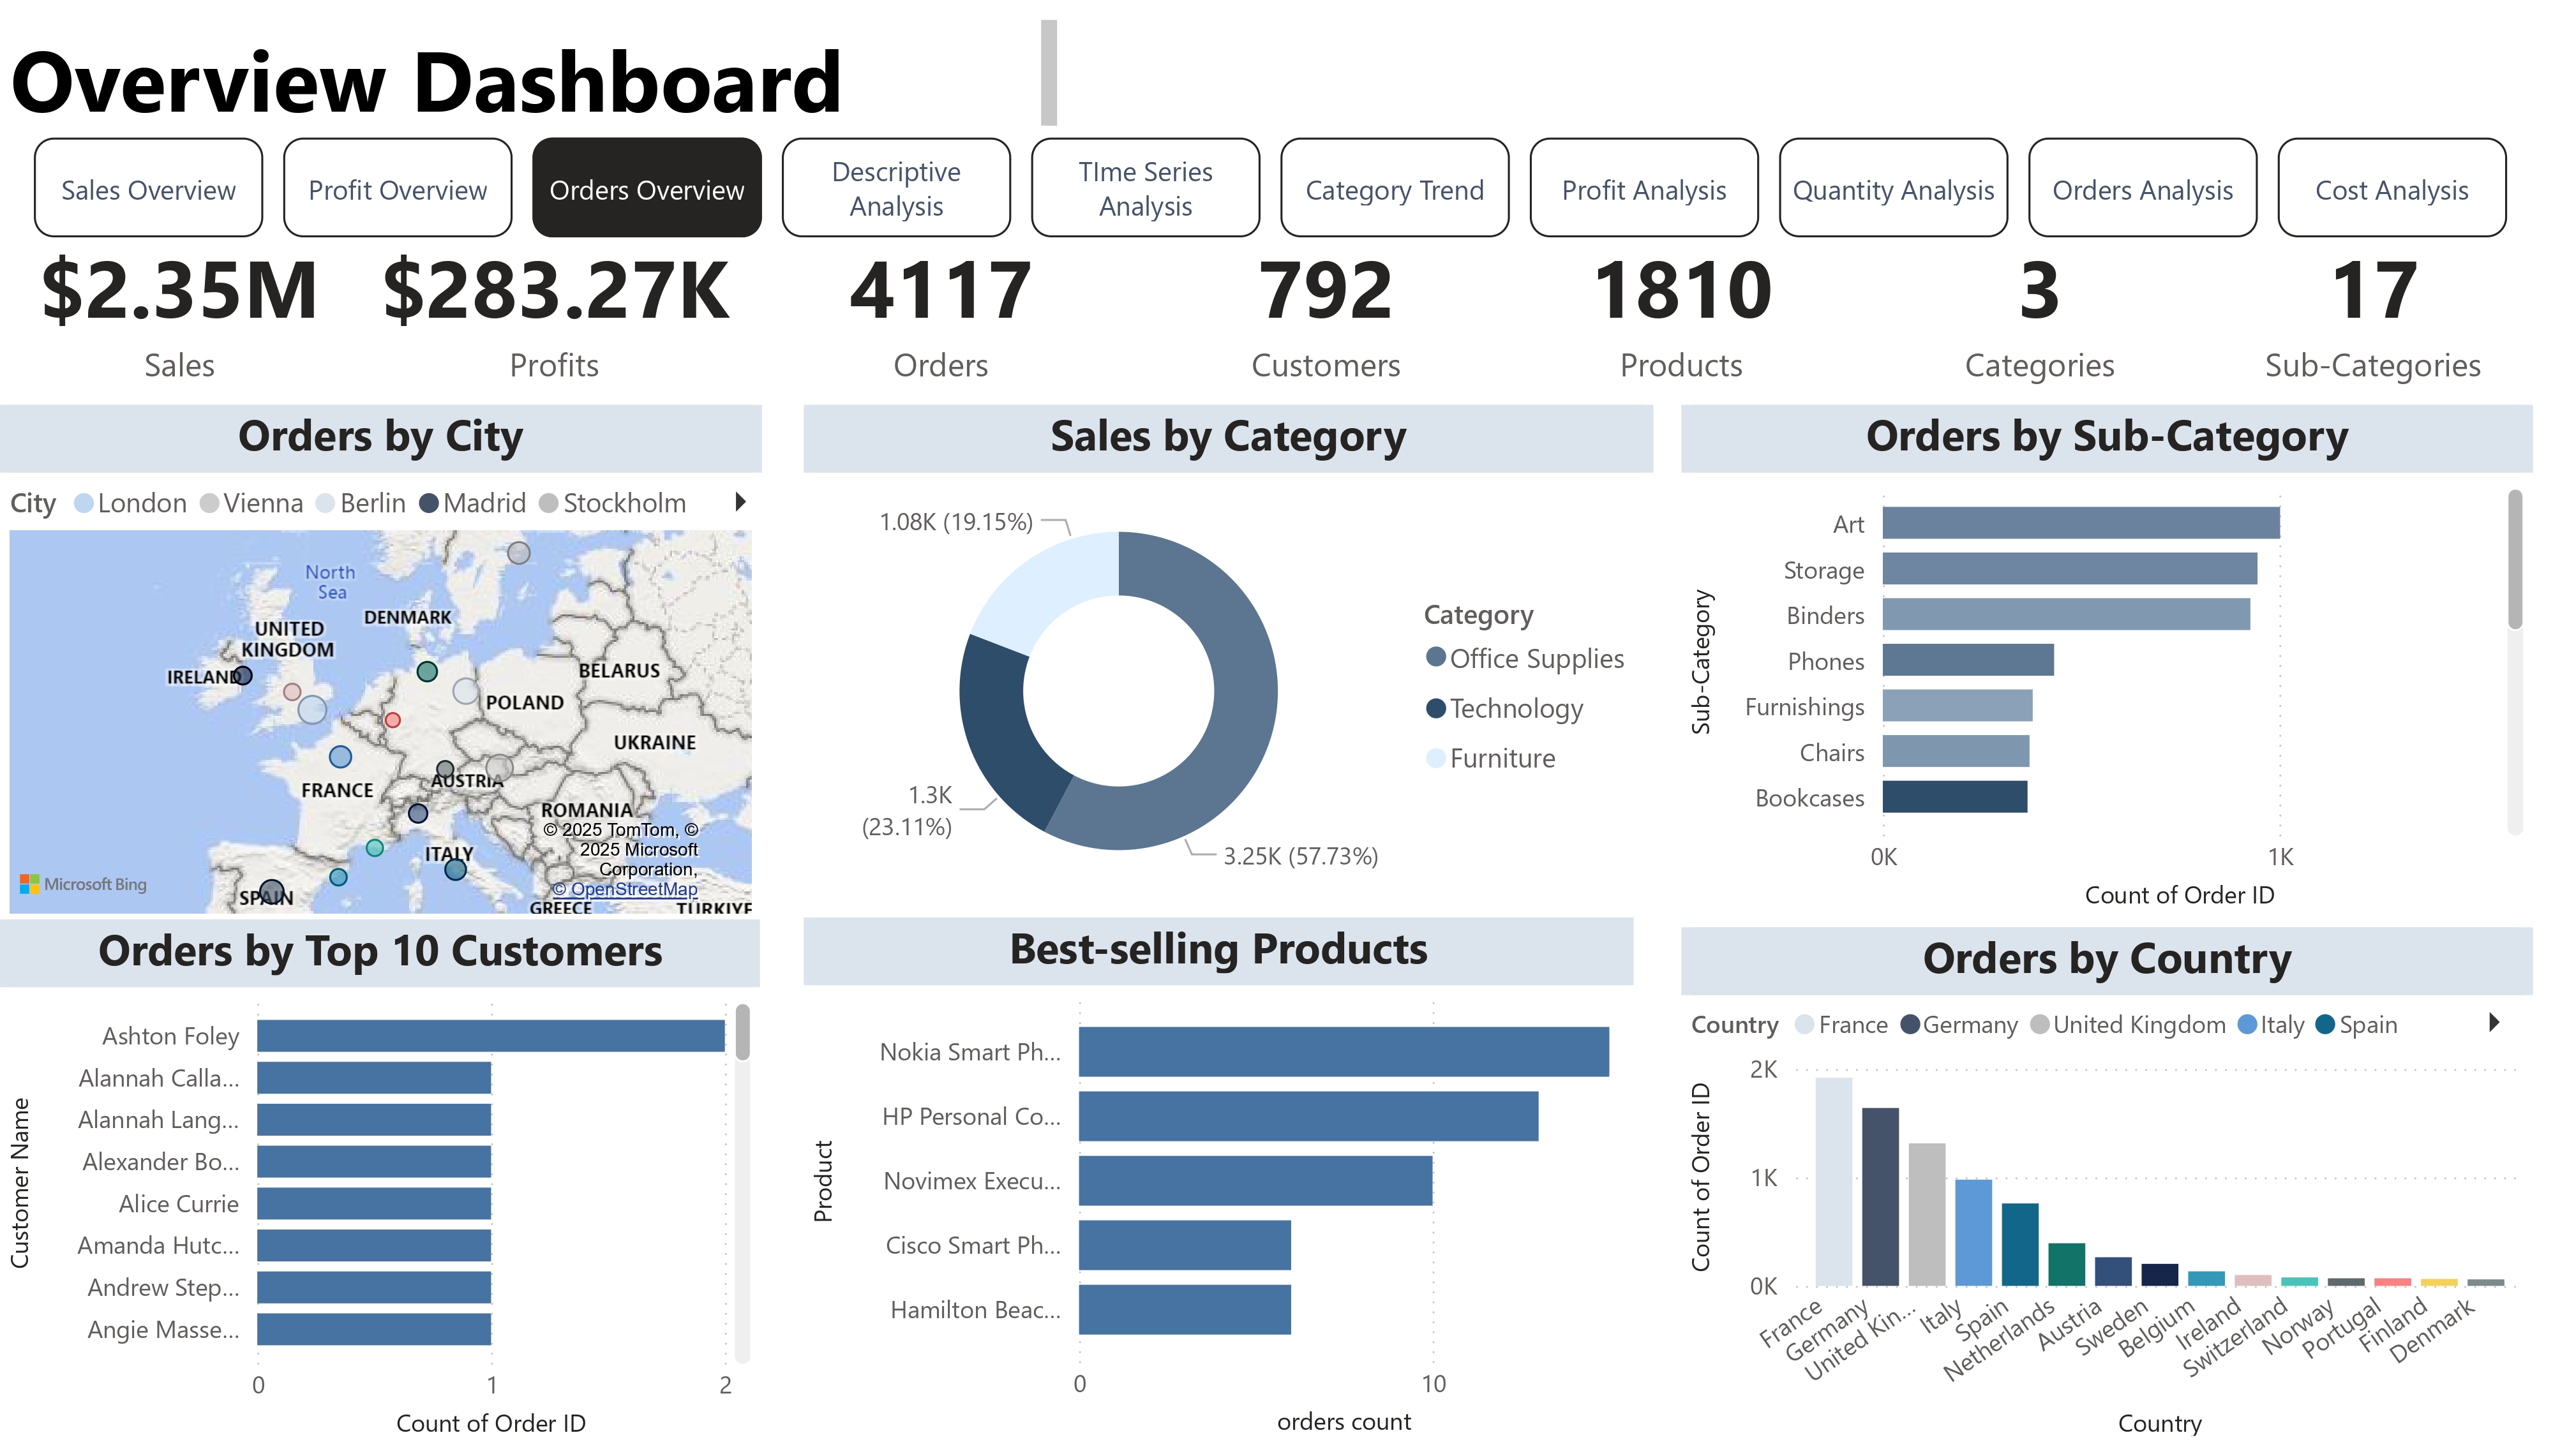 Overview Dashboard
Sales Overview
Profit Overview
Orders Overview
Descriptive
Analysis
TIme Series
Analysis
Category Trend
Profit Analysis
Quantity Analysis
Orders Analysis
Cost Analysis
$2.35M
Sales
$283.27K
Profits
4117
Orders
792
Customers
1810
Products
3
Categories
17
Sub-Categories
Orders by City
City London Vienna Berlin Madrid Stockholm
North
Sea
DENMARK
UNITED
KINGDOM
IRELAND
BELARUS
POLAND
UKRAINE
FRANCE
AUSTRIA
ROMANIA
ITALY
SPAIN
GREECE
TÜRKIYE
© 2025 TomTom, ©
2025 Microsoft
Corporation,
© OpenStreetMap
Microsoft Bing
Sales by Category
1.08K (19.15%)
1.3K
(23.11%)
3.25K (57.73%)
Category
Office Supplies
Technology
Furniture
Orders by Sub-Category
Sub-Category
Art
Storage
Binders
Phones
Furnishings
Chairs
Bookcases
0K 1K
Count of Order ID
Orders by Top 10 Customers
Customer Name
Ashton Foley
Alannah Calla...
Alannah Lang...
Alexander Bo...
Alice Currie
Amanda Hutc...
Andrew Step...
Angie Masse...
0 1 2
Count of Order ID
Best-selling Products
Product
Nokia Smart Ph...
HP Personal Co...
Novimex Execu...
Cisco Smart Ph...
Hamilton Beac...
0 10
orders count
Orders by Country
Country France Germany United Kingdom Italy Spain
Count of Order ID
2K
1K
0K
France
Germany
United Kin...
Italy
Spain
Netherlands
Austria
Sweden
Belgium
Ireland
Switzerland
Norway
Portugal
Finland
Denmark
Country